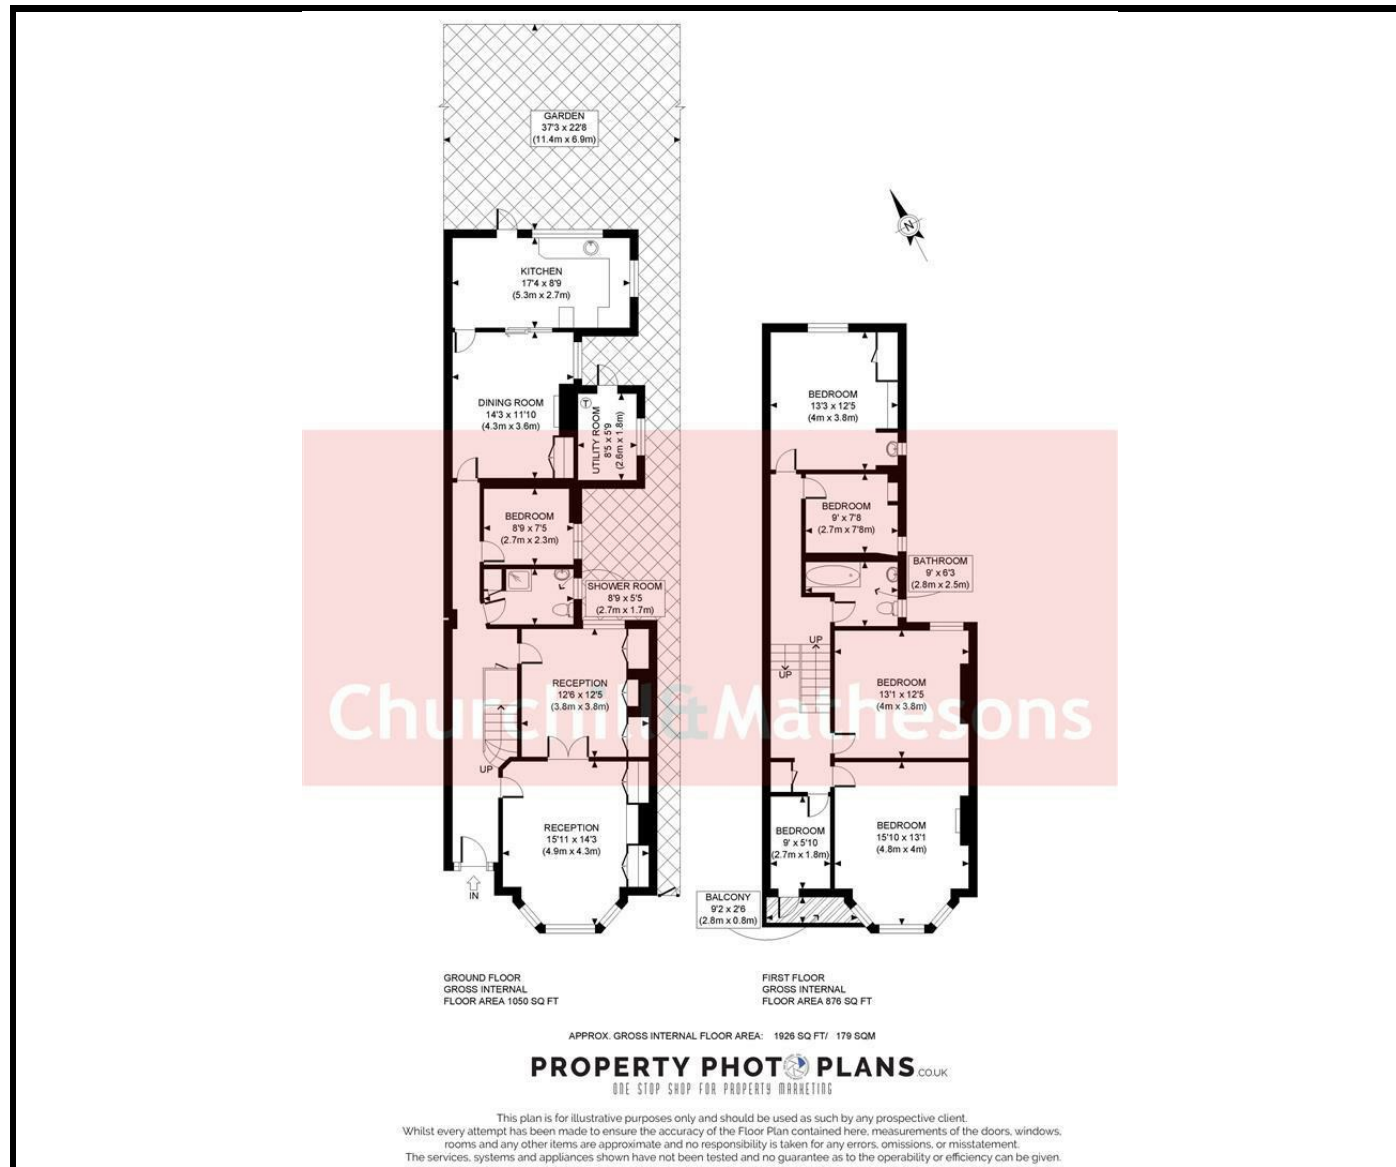 GARDEN
37'3 x 22'8
(11.4m x 6.9m)
N
KITCHEN
17'4 x 8'9
(5.3m x 2.7m)
DINING ROOM
14'3 x 11'10
(4.3m x 3.6m)
T
UTILITY ROOM
8'5 x 5'9
(2.6m x 1.8m)
BEDROOM
8'9 x 7'5
(2.7m x 2.3m)
SHOWER ROOM
8'9 x 5'5
(2.7m x 1.7m)
RECEPTION
12'6 x 12'5
(3.8m x 3.8m)
UP
RECEPTION
15'11 x 14'3
(4.9m x 4.3m)
IN
BEDROOM
13'3 x 12'5
(4m x 3.8m)
BEDROOM
9' x 7'8
(2.7m x 7'8m)
BATHROOM
9' x 6'3
(2.8m x 2.5m)
UP
UP
BEDROOM
13'1 x 12'5
(4m x 3.8m)
BEDROOM
9' x 5'10
(2.7m x 1.8m)
BEDROOM
15'10 x 13'1
(4.8m x 4m)
BALCONY
9'2 x 2'6
(2.8m x 0.8m)
Churchill&Mathesons
GROUND FLOOR
GROSS INTERNAL
FLOOR AREA 1050 SQ FT
FIRST FLOOR
GROSS INTERNAL
FLOOR AREA 876 SQ FT
APPROX. GROSS INTERNAL FLOOR AREA: 1926 SQ FT/ 179 SQM
PROPERTY PHOTO PLANS.CO.UK
ONE STOP SHOP FOR PROPERTY MARKETING
This plan is for illustrative purposes only and should be used as such by any prospective client.
Whilst every attempt has been made to ensure the accuracy of the Floor Plan contained here, measurements of the doors, windows,
rooms and any other items are approximate and no responsibility is taken for any errors, omissions, or misstatement.
The services, systems and appliances shown have not been tested and no guarantee as to the operability or efficiency can be given.